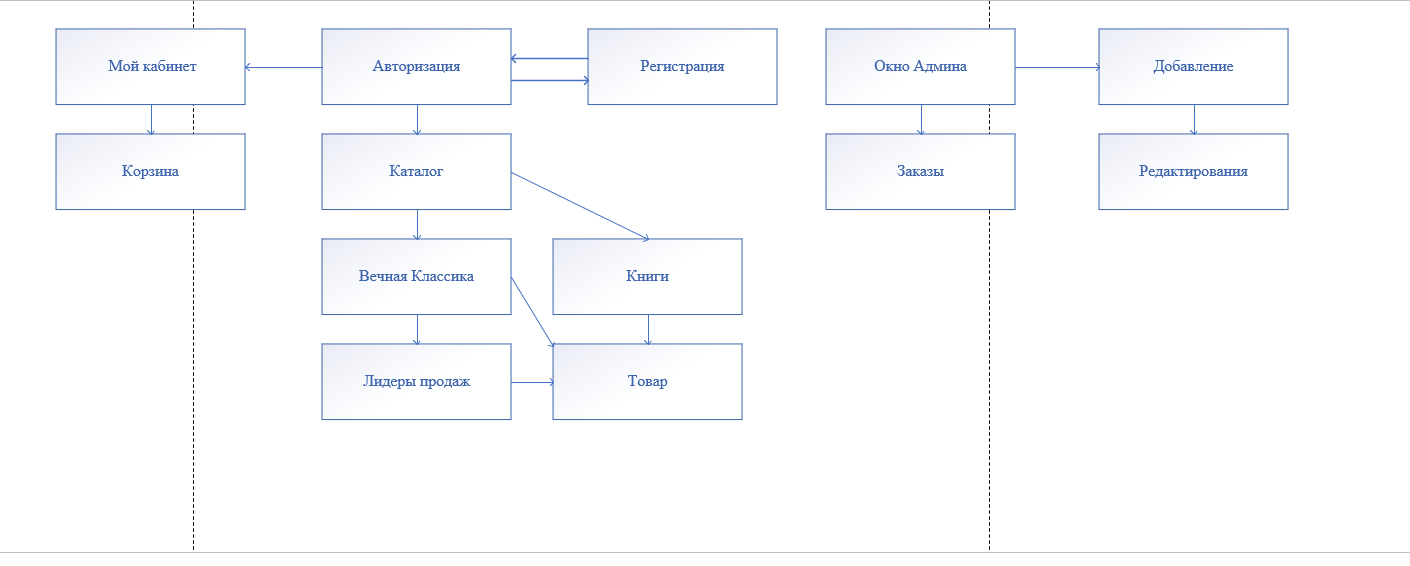 Мой кабинет
Авторизация
Регистрация
Окно Админа
Добавление
Корзина
Каталог
Заказы
Редактирования
Вечная Классика
Книги
Лидеры продаж
Товар